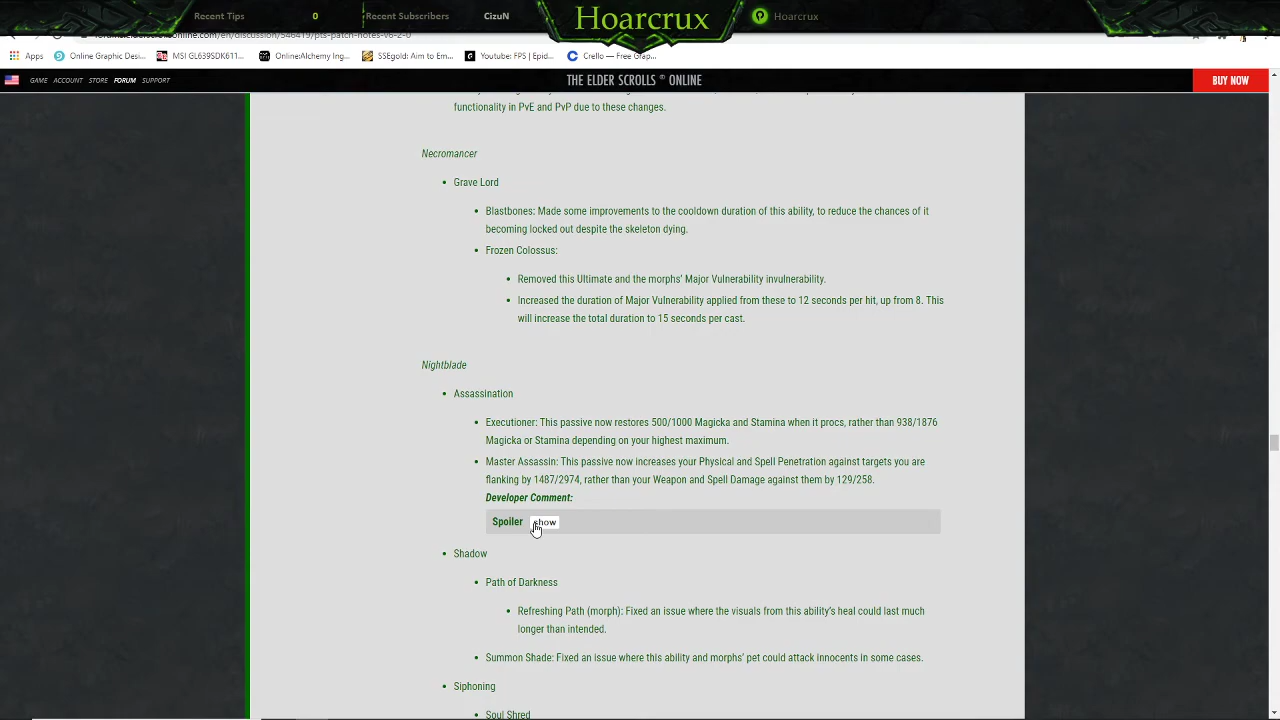 Recent Tips 0 Recent Subscribers CizuN Hoarcrux Hoarcrux
Apps Online Graphic Desi... MSI GL639SDK611... Online:Alchemy Ing... SSEgold: Aim to Em... Youtube: FPS | Epid... Crello — Free Grap...
GAME ACCOUNT STORE FORUM SUPPORT THE ELDER SCROLLS ® ONLINE BUY NOW
functionality in PvE and PvP due to these changes.
Necromancer
• Grave Lord
• Blastbones: Made some improvements to the cooldown duration of this ability, to reduce the chances of it
becoming locked out despite the skeleton dying.
• Frozen Colossus:
• Removed this Ultimate and the morphs' Major Vulnerability invulnerability.
• Increased the duration of Major Vulnerability applied from these to 12 seconds per hit, up from 8. This
will increase the total duration to 15 seconds per cast.
Nightblade
• Assassination
• Executioner: This passive now restores 500/1000 Magicka and Stamina when it procs, rather than 938/1876
Magicka or Stamina depending on your highest maximum.
• Master Assassin: This passive now increases your Physical and Spell Penetration against targets you are
flanking by 1487/2974, rather than your Weapon and Spell Damage against them by 129/258.
Developer Comment:
Spoiler show
• Shadow
• Path of Darkness
• Refreshing Path (morph): Fixed an issue where the visuals from this ability's heal could last much
longer than intended.
• Summon Shade: Fixed an issue where this ability and morphs' pet could attack innocents in some cases.
• Siphoning
• Soul Shred